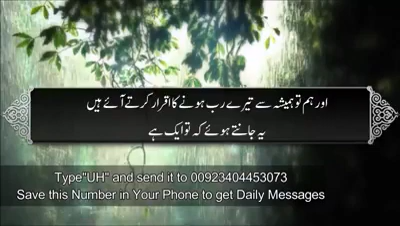 اور ہم تو ہمیشہ سے تیرے رب ہونے کا اقرار کرتے آئے ہیں
یہ جانتے ہوئے کہ تو ایک ہے
Type"UH" and send it to 00923404453073
Save this Number in Your Phone to get Daily Messages